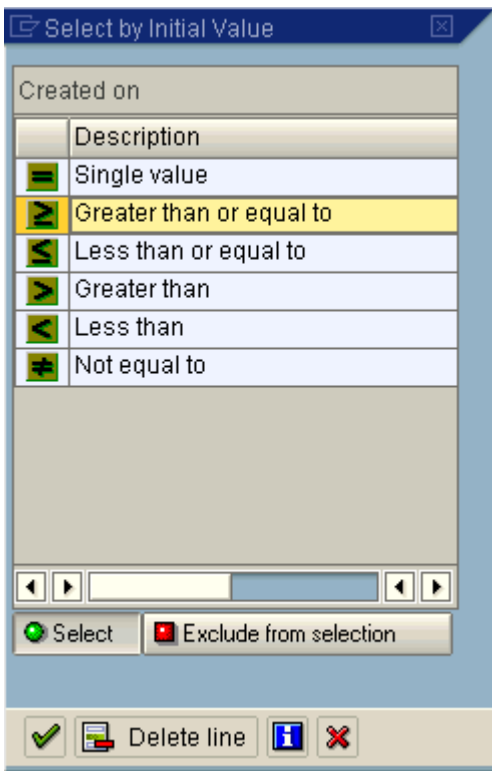 Select by Initial Value
Created on
Description
= Single value
≥ Greater than or equal to
≤ Less than or equal to
> Greater than
< Less than
≠ Not equal to
Select Exclude from selection
Delete line